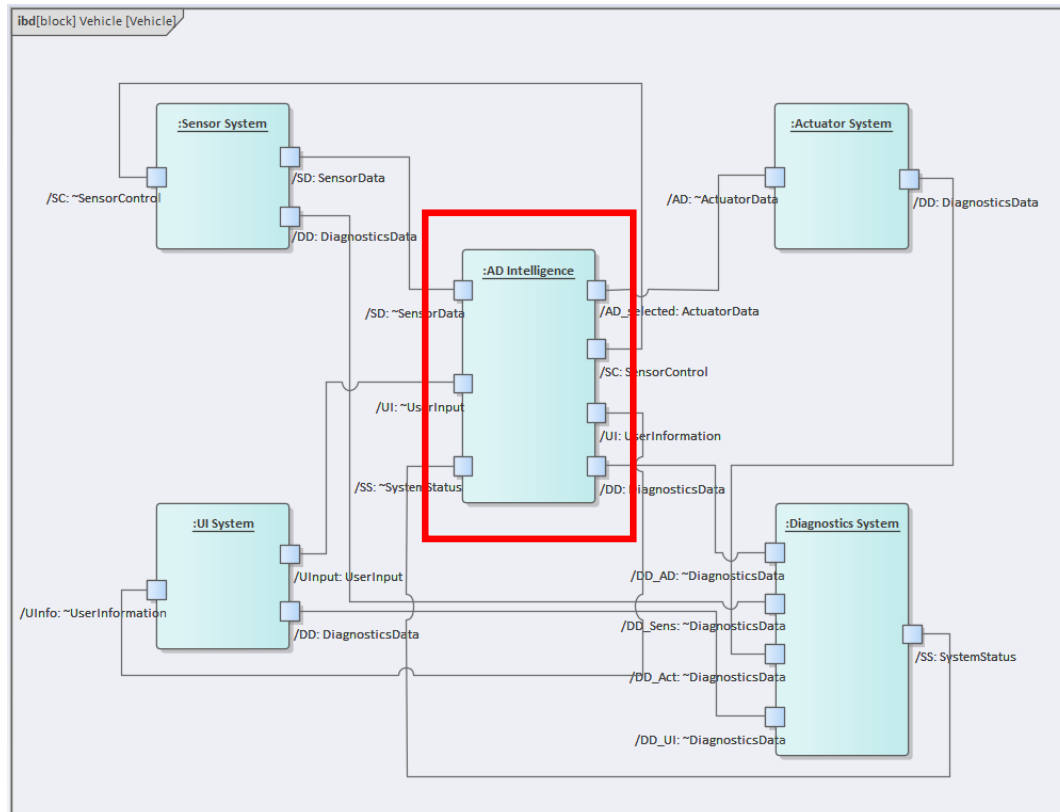 ibd[block] Vehicle [Vehicle]
:Sensor System
/SC: ~SensorControl
/SD: SensorData
/DD: DiagnosticsData
:Actuator System
/AD: ~ActuatorData
/DD: DiagnosticsData
:AD Intelligence
/SD: ~SensorData
/AD_selected: ActuatorData
/SC: SensorControl
/UI: ~UserInput
/UI: UserInformation
/SS: ~SystemStatus
/DD: DiagnosticsData
:UI System
/UInput: UserInput
/UInfo: ~UserInformation
/DD: DiagnosticsData
:Diagnostics System
/DD_AD: ~DiagnosticsData
/DD_Sens: ~DiagnosticsData
/SS: SystemStatus
/DD_Act: ~DiagnosticsData
/DD_UI: ~DiagnosticsData